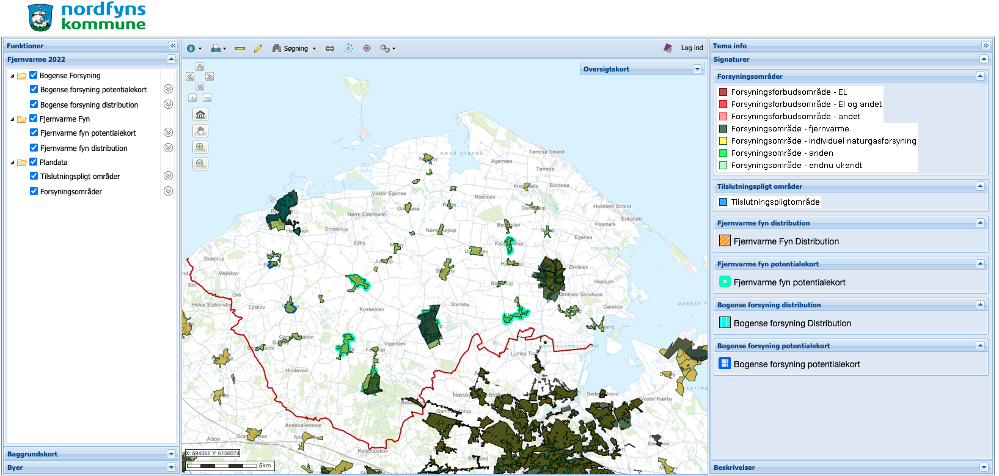 nordfyns
kommune
Funktioner
Fjernvarme 2022
Bogense Forsyning
Bogense forsyning potentialekort
Bogense forsyning distribution
Fjernvarme Fyn
Fjernvarme fyn potentialekort
Fjernvarme fyn distribution
Plandata
Tilslutningspligt områder
Forsyningsområder
Baggrundskort
Byer
Søgning
Log ind
Oversigtskort
NÆRÅ STRAND
Tørresø Strand
Agernæs
Tørresø
Bårdesø
Vester Egense
Roerslev
Hasmark Strand
Nørre Esterbølle
Erikshåb
Hasmark
Smidstrup
Egense
Ejlby
Skåstrup
Mejlskov
Ørritslev
Bro
Ore
Hessum
Holse Stationsby
Ejlskov
Ørritslev Skovhuse
Stensby
Gerskov
Kosterslev
ODENSE F
Vigerslev
Lumby Torp
Hindevad
Næsby
Vester Kærby
Andebøllemose
Ålsbo
Kelstrupskov
X: 594062 Y: 6156074
5km
Tema info
Signaturer
Forsyningsområder
Forsyningsforbudsområde - EL
Forsyningsforbudsområde - El og andet
Forsyningsforbudsområde - andet
Forsyningsområde - fjernvarme
Forsyningsområde - individuel naturgasforsyning
Forsyningsområde - anden
Forsyningsområde - endnu ukendt
Tilslutningspligt områder
Tilslutningspligtområde
Fjernvarme fyn distribution
Fjernvarme Fyn Distribution
Fjernvarme fyn potentialekort
Fjernvarme fyn potentialekort
Bogense forsyning distribution
Bogense forsyning Distribution
Bogense forsyning potentialekort
Bogense forsyning potentialekort
Beskrivelser